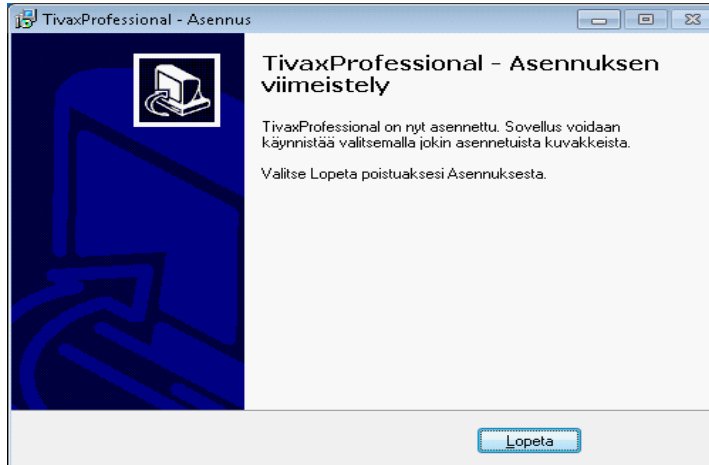 TivaxProfessional - Asennus
TivaxProfessional - Asennuksen
viimeistely
TivaxProfessional on nyt asennettu. Sovellus voidaan
käynnistää valitsemalla jokin asennetuista kuvakkeista.
Valitse Lopeta poistuaksesi Asennuksesta.
Lopeta